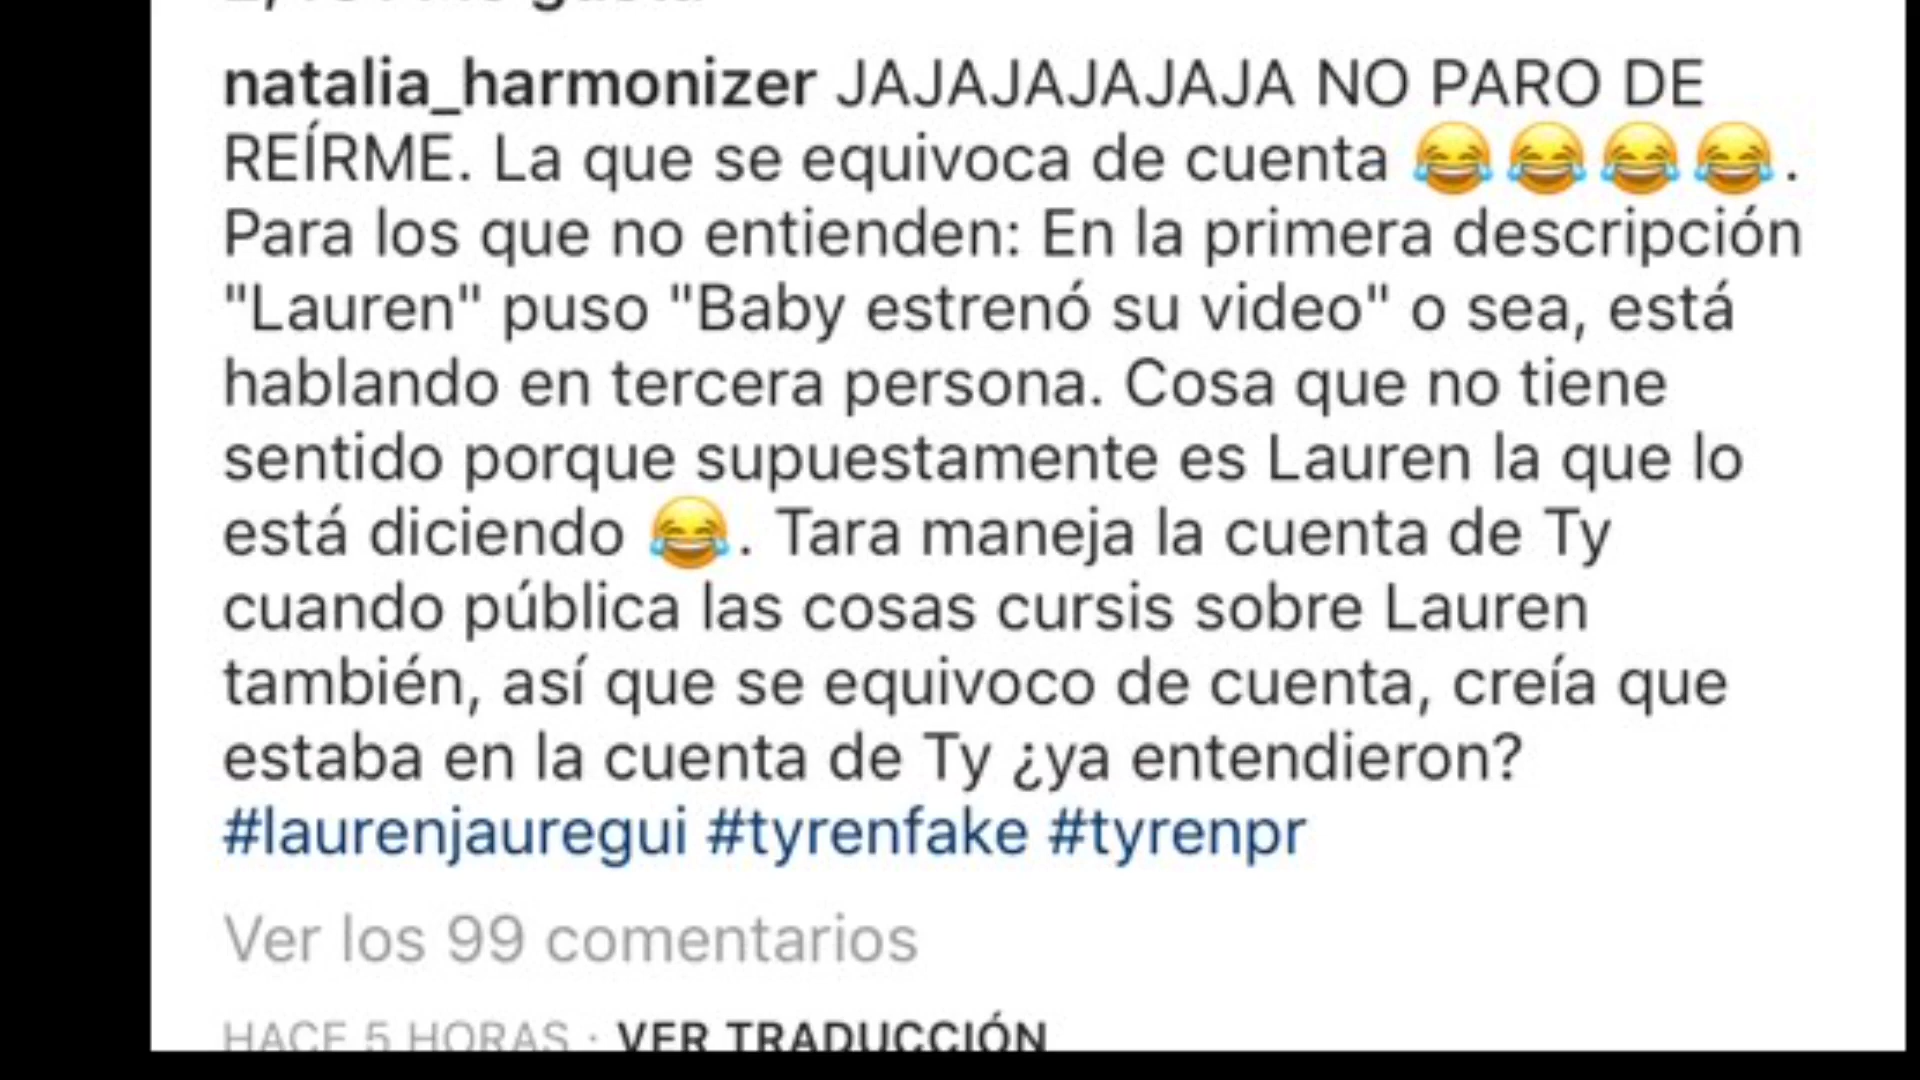 natalia_harmonizer JAJAJAJAJAJA NO PARO DE
REÍRME. La que se equivoca de cuenta 😂😂😂😂.
Para los que no entienden: En la primera descripción
"Lauren" puso "Baby estrenó su video" o sea, está
hablando en tercera persona. Cosa que no tiene
sentido porque supuestamente es Lauren la que lo
está diciendo 😂. Tara maneja la cuenta de Ty
cuando pública las cosas cursis sobre Lauren
también, así que se equivoco de cuenta, creía que
estaba en la cuenta de Ty ¿ya entendieron?
#laurenjauregui #tyrenfake #tyrenpr
Ver los 99 comentarios
HACE 5 HORAS · VER TRADUCCIÓN